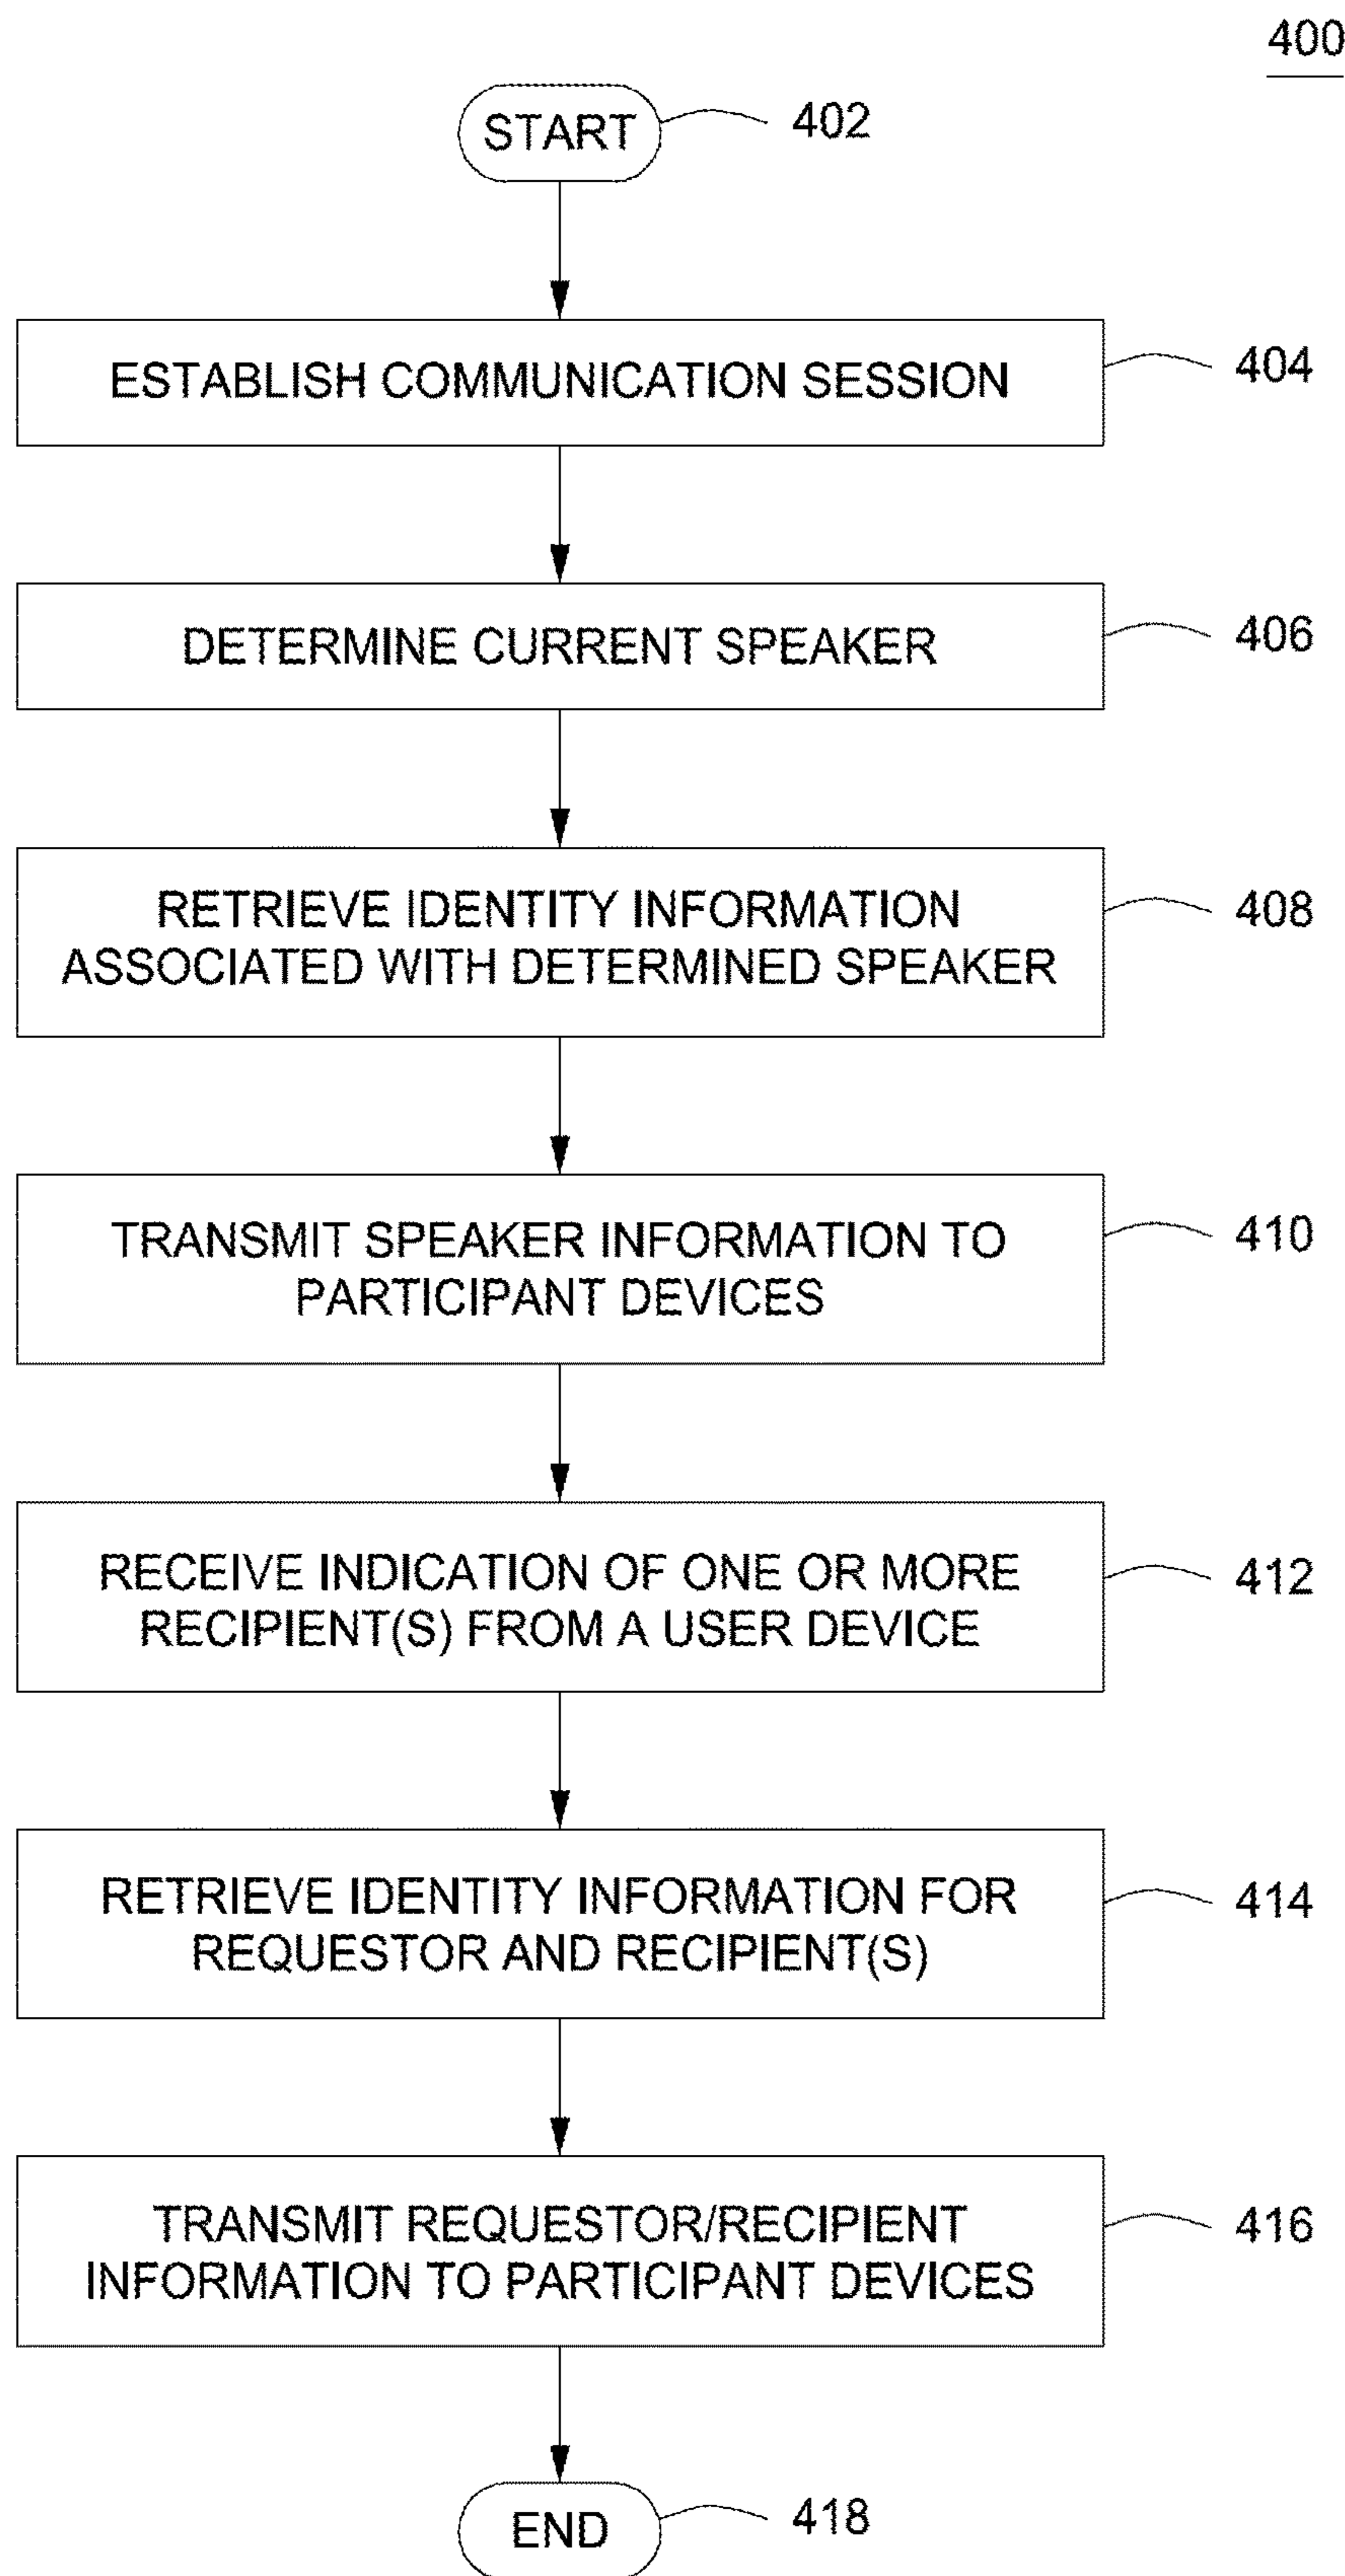 400
START
402
ESTABLISH COMMUNICATION SESSION
404
DETERMINE CURRENT SPEAKER
406
RETRIEVE IDENTITY INFORMATION
ASSOCIATED WITH DETERMINED SPEAKER
408
TRANSMIT SPEAKER INFORMATION TO
PARTICIPANT DEVICES
410
RECEIVE INDICATION OF ONE OR MORE
RECIPIENT(S) FROM A USER DEVICE
412
RETRIEVE IDENTITY INFORMATION FOR
REQUESTOR AND RECIPIENT(S)
414
TRANSMIT REQUESTOR/RECIPIENT
INFORMATION TO PARTICIPANT DEVICES
416
END
418